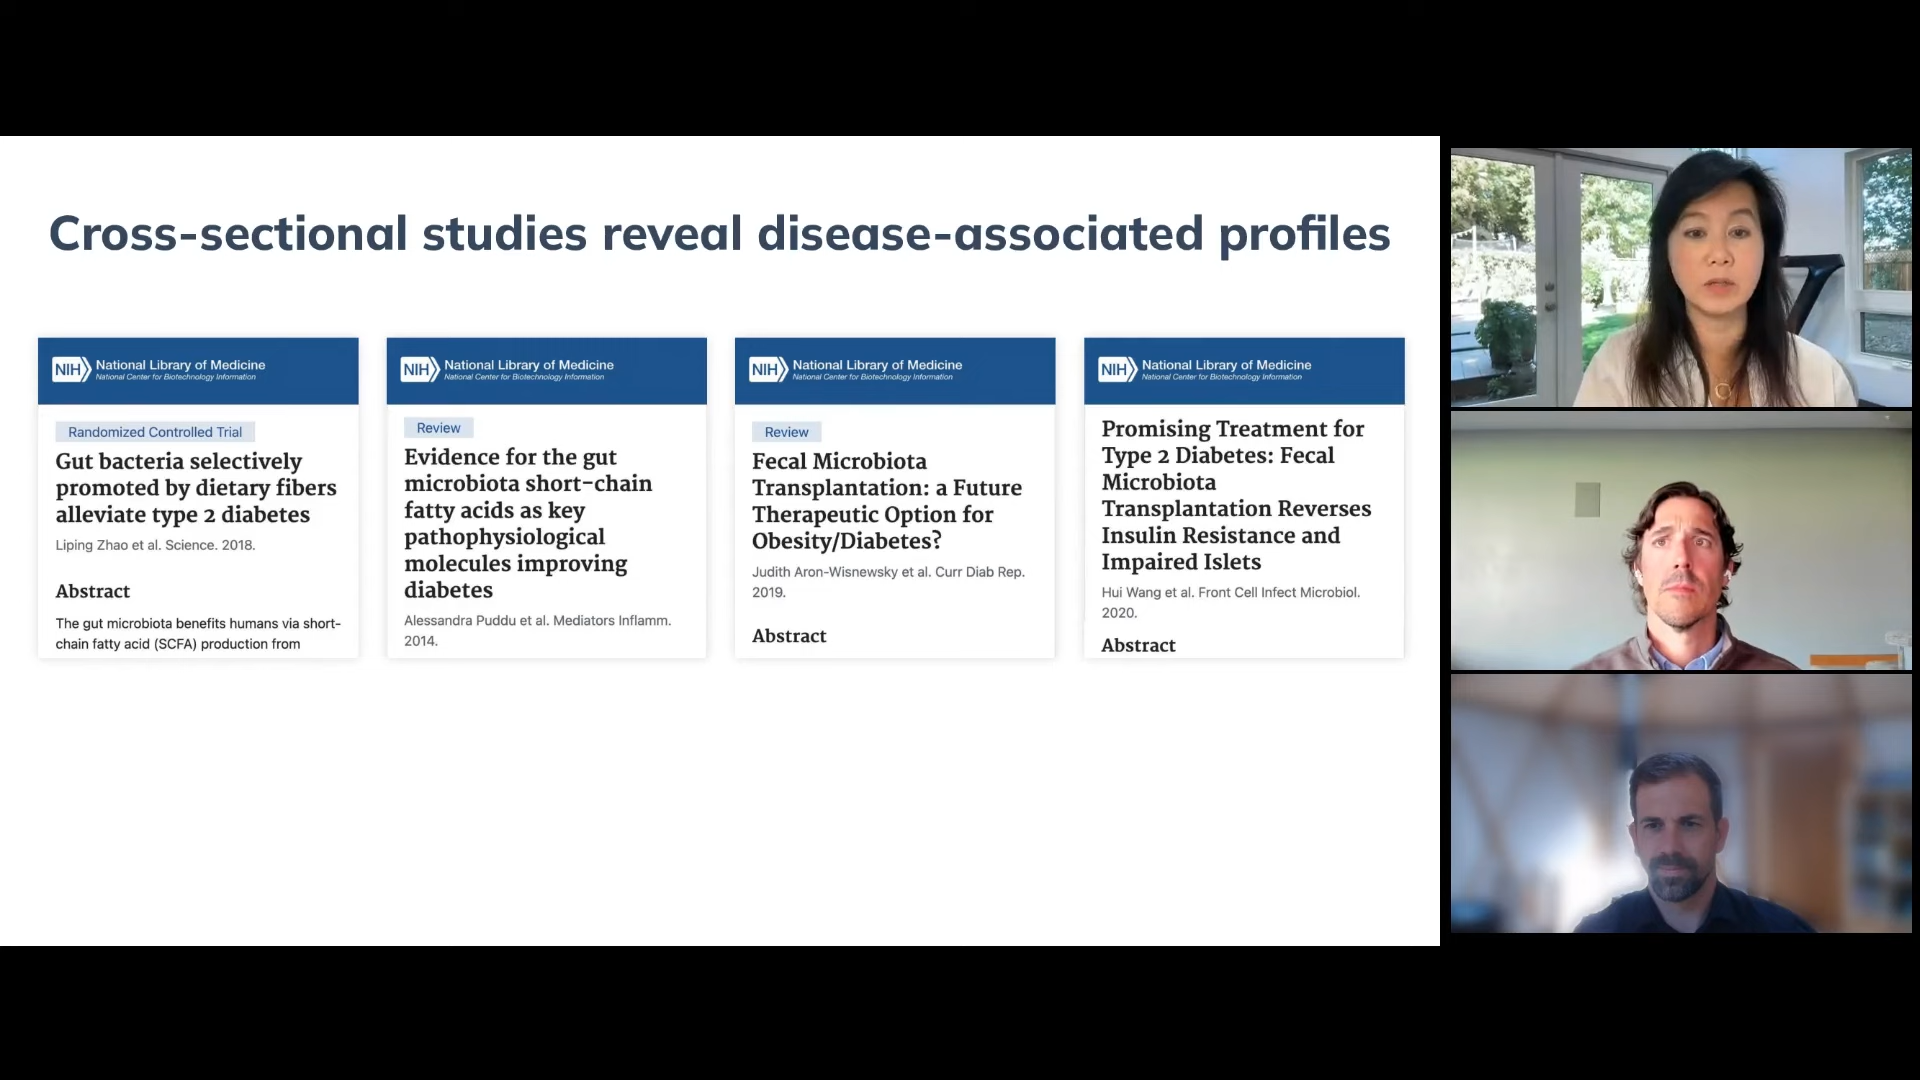 Cross-sectional studies reveal disease-associated profiles
NIH National Library of Medicine
National Center for Biotechnology Information
Randomized Controlled Trial
Gut bacteria selectively
promoted by dietary fibers
alleviate type 2 diabetes
Liping Zhao et al. Science. 2018.
Abstract
The gut microbiota benefits humans via short-
chain fatty acid (SCFA) production from
NIH National Library of Medicine
National Center for Biotechnology Information
Review
Evidence for the gut
microbiota short-chain
fatty acids as key
pathophysiological
molecules improving
diabetes
Alessandra Puddu et al. Mediators Inflamm.
2014.
NIH National Library of Medicine
National Center for Biotechnology Information
Review
Fecal Microbiota
Transplantation: a Future
Therapeutic Option for
Obesity/Diabetes?
Judith Aron-Wisnewsky et al. Curr Diab Rep.
2019.
Abstract
NIH National Library of Medicine
National Center for Biotechnology Information
Promising Treatment for
Type 2 Diabetes: Fecal
Microbiota
Transplantation Reverses
Insulin Resistance and
Impaired Islets
Hui Wang et al. Front Cell Infect Microbiol.
2020.
Abstract